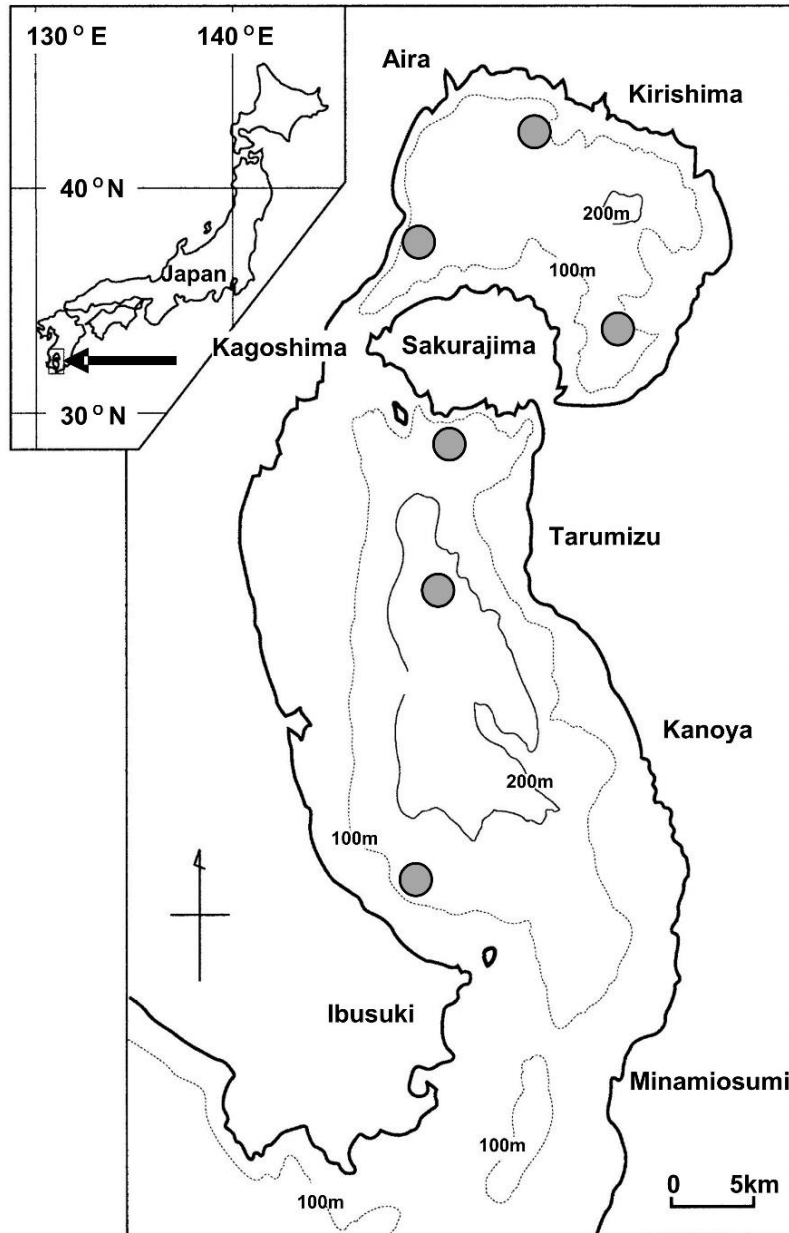 130 °E
140 °E
40 °N
Japan
30 °N
Aira
Kirishima
200m
100m
Kagoshima
Sakurajima
Tarumizu
Kanoya
200m
100m
Ibusuki
Minamiosumi
100m
100m
0 5km